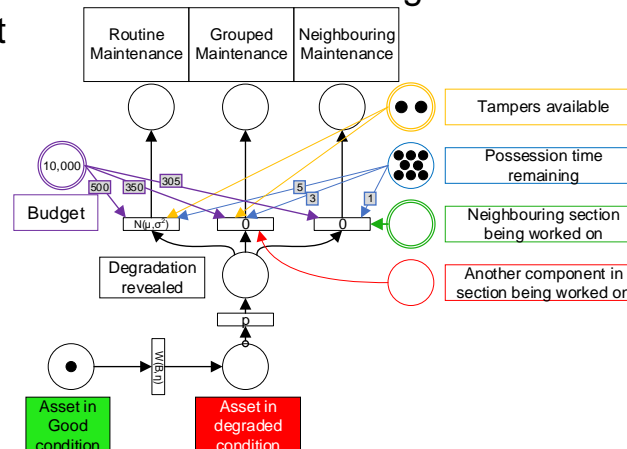 t
Routine
Maintenance
Grouped
Maintenance
Neighbouring
Maintenance
Tampers available
10,000
500
350
305
5
3
1
Possession time
remaining
Budget
N(μ,σ²)
0
0
Neighbouring section
being worked on
Degradation
revealed
Another component in
section being worked on
p
W(B,η)
Asset in
Good
condition
Asset in
degraded
condition